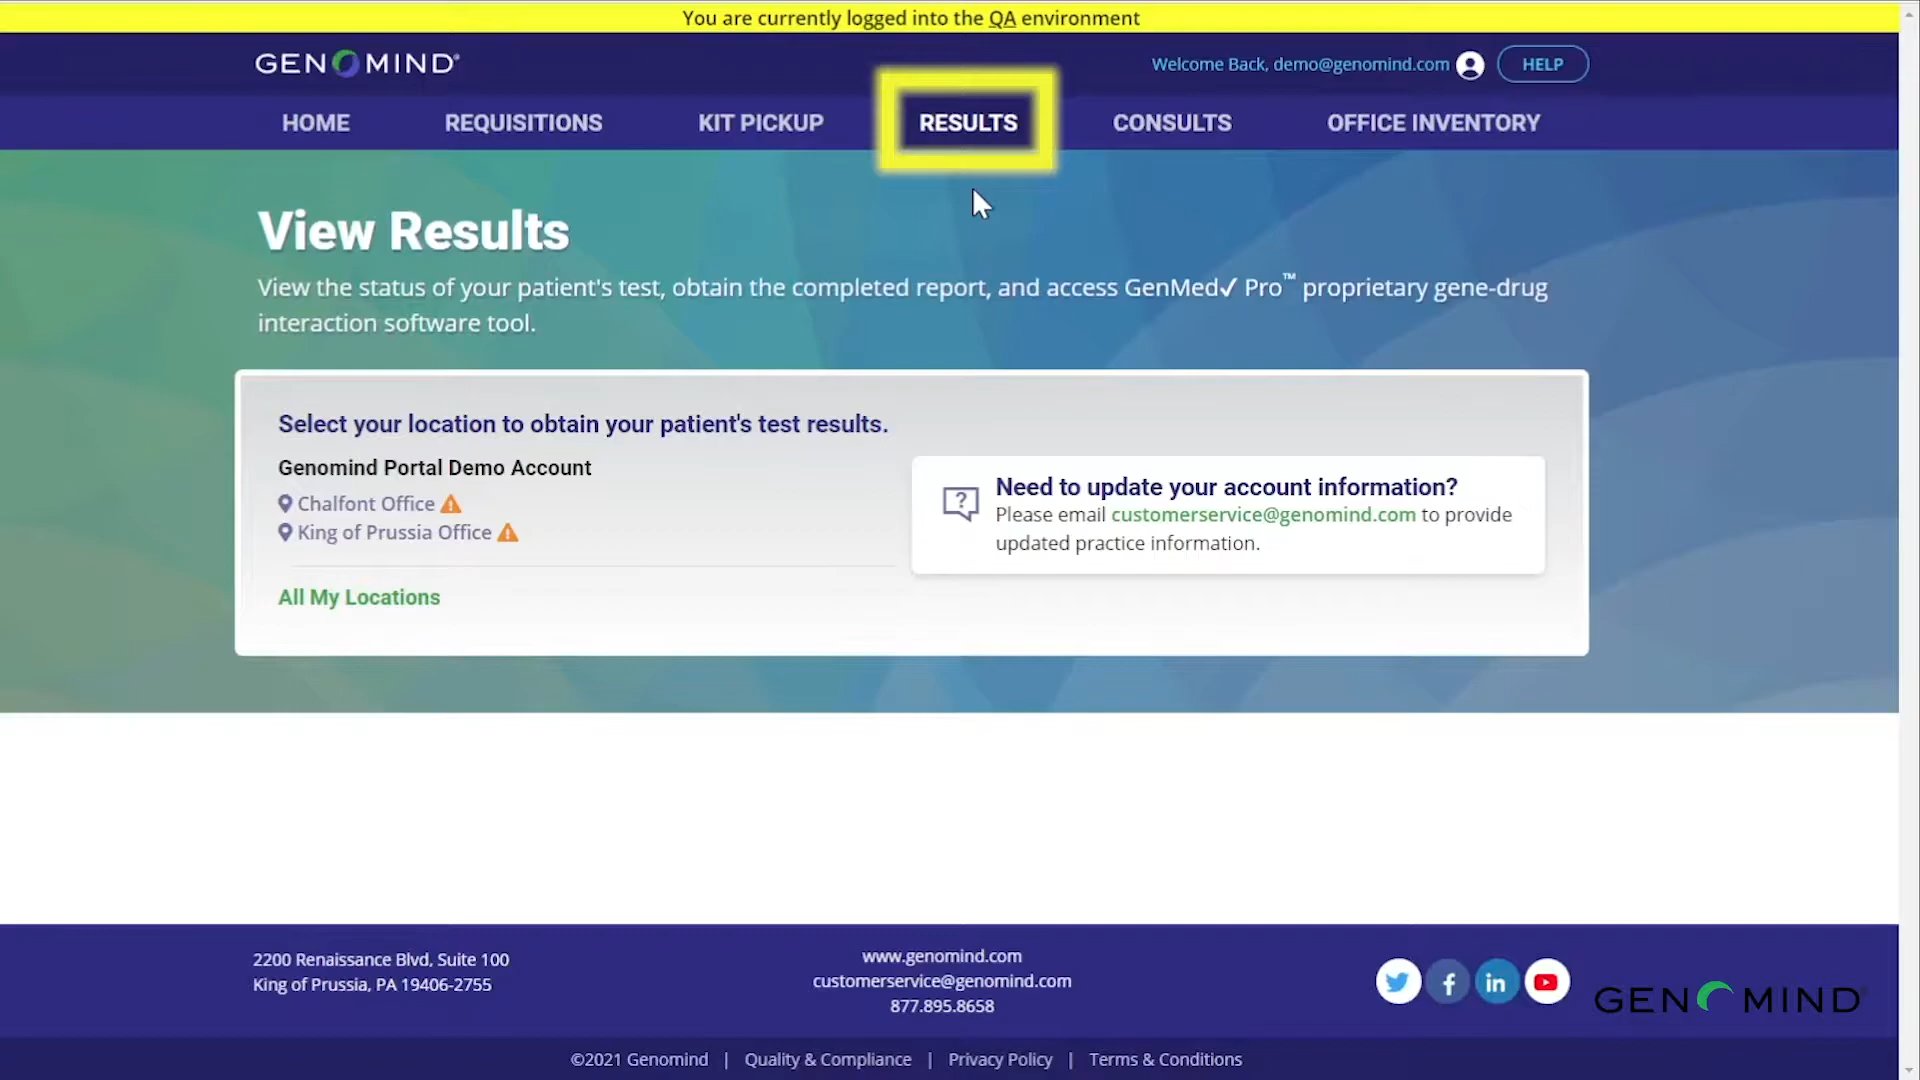 You are currently logged into the QA environment
GENOMIND®
Welcome Back, demo@genomind.com
HELP
HOME
REQUISITIONS
KIT PICKUP
RESULTS
CONSULTS
OFFICE INVENTORY
View Results
View the status of your patient's test, obtain the completed report, and access GenMed✓ Pro™ proprietary gene-drug
interaction software tool.
Select your location to obtain your patient's test results.
Genomind Portal Demo Account
Chalfont Office
King of Prussia Office
All My Locations
Need to update your account information?
Please email customerservice@genomind.com to provide
updated practice information.
2200 Renaissance Blvd, Suite 100
King of Prussia, PA 19406-2755
www.genomind.com
customerservice@genomind.com
877.895.8658
GENOMIND
©2021 Genomind | Quality & Compliance | Privacy Policy | Terms & Conditions